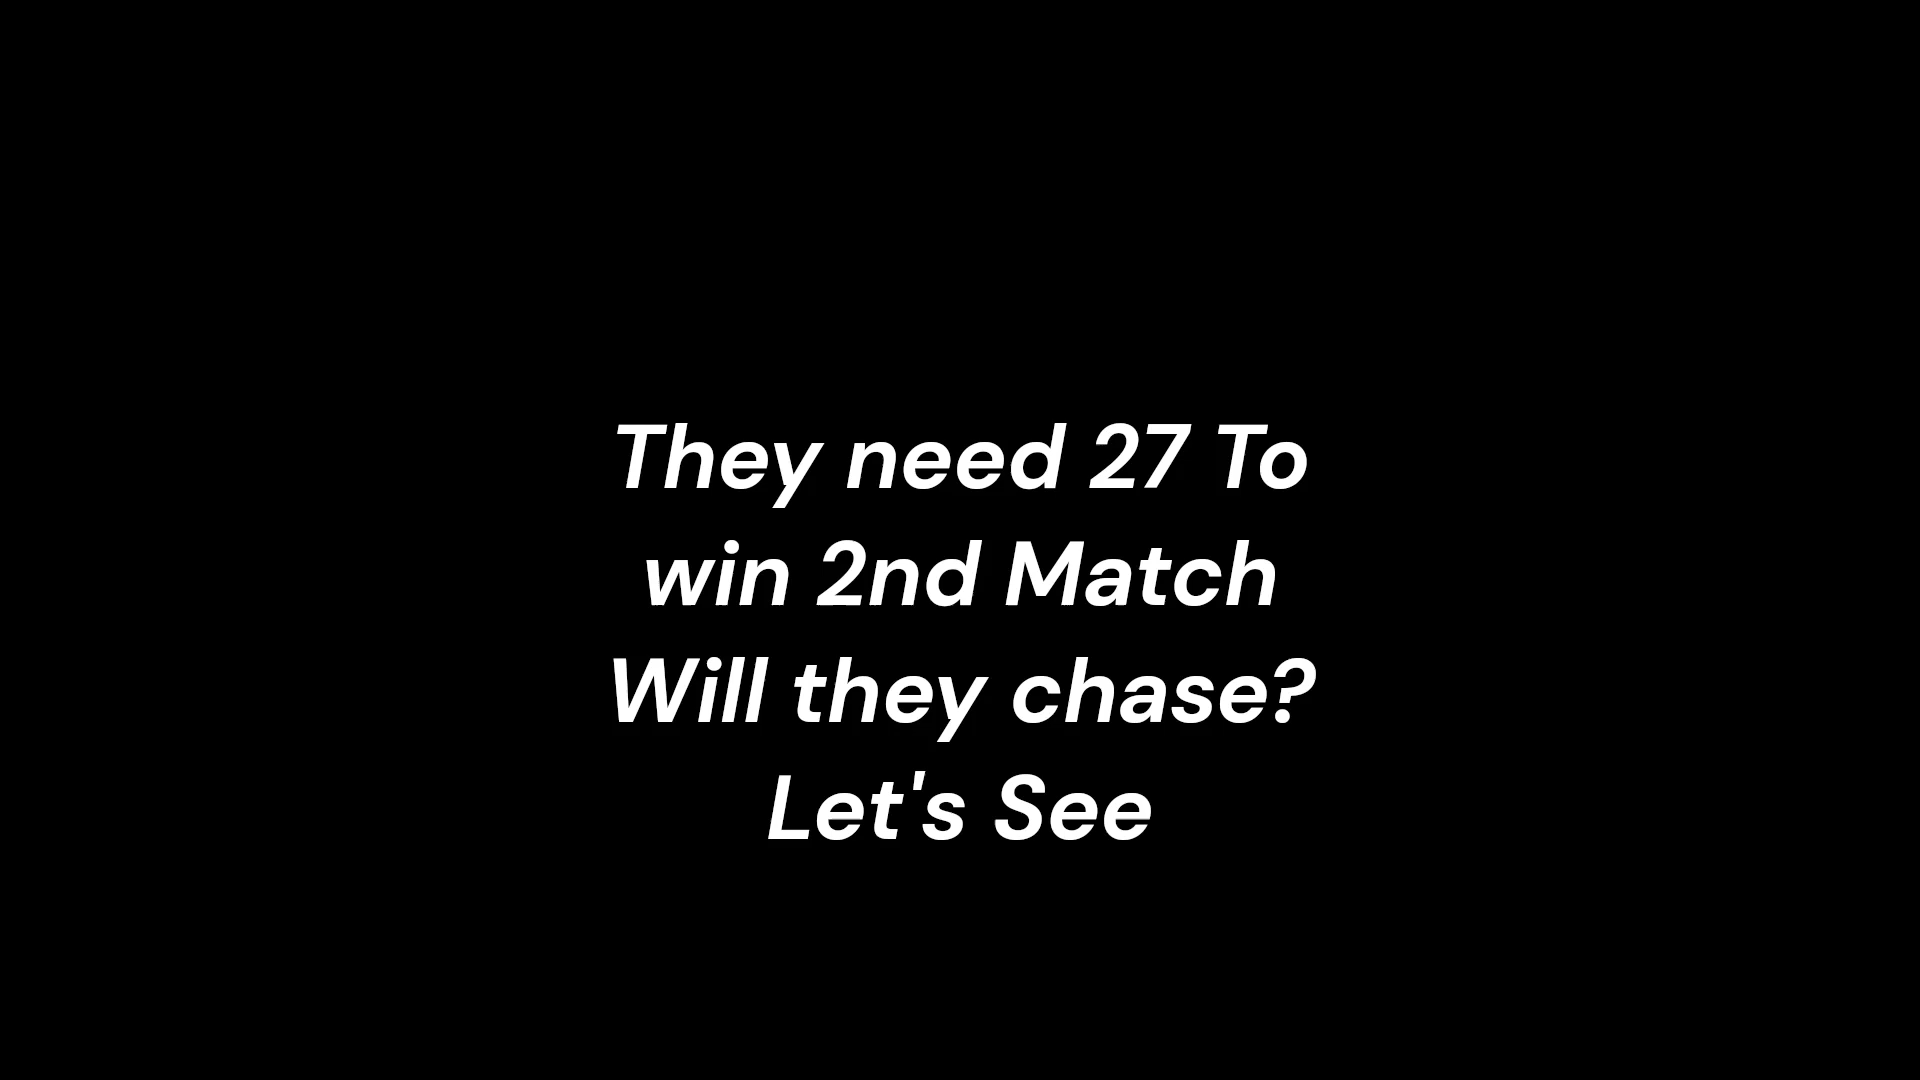 They need 27 To
win 2nd Match
Will they chase?
Let's See